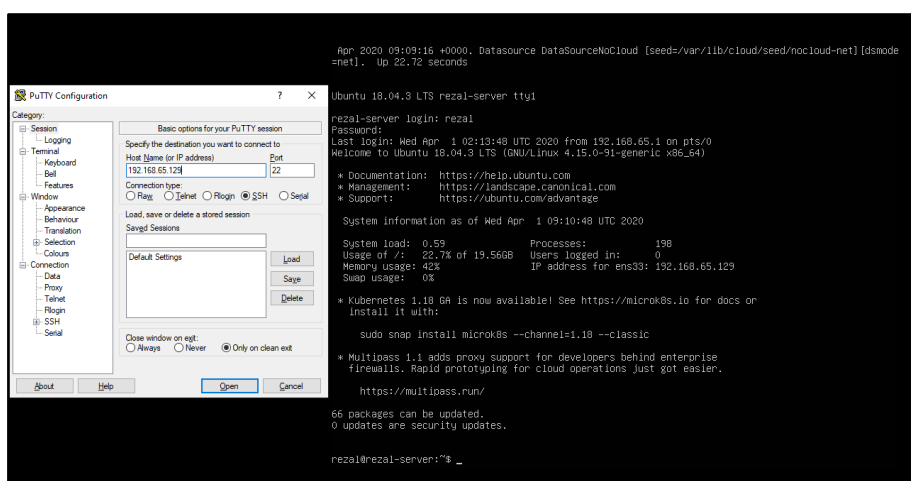 PuTTY Configuration
? ×
Category:
Session
Logging
Terminal
Keyboard
Bell
Features
Window
Appearance
Behaviour
Translation
Selection
Colours
Connection
Data
Proxy
Telnet
Rlogin
SSH
Serial
Basic options for your PuTTY session
Specify the destination you want to connect to
Host Name (or IP address) Port
192.168.65.129 22
Connection type:
Raw Telnet Rlogin SSH Serial
Load, save or delete a stored session
Saved Sessions
Default Settings
Load
Save
Delete
Close window on exit:
Always Never Only on clean exit
About Help Open Cancel
Apr 2020 09:09:16 +0000. Datasource DataSourceNoCloud [seed=/var/lib/cloud/seed/nocloud-net][dsmode
=net].  Up 22.72 seconds
Ubuntu 18.04.3 LTS rezal-server tty1
rezal-server login: rezal
Password:
Last login: Wed Apr  1 02:13:48 UTC 2020 from 192.168.65.1 on pts/0
Welcome to Ubuntu 18.04.3 LTS (GNU/Linux 4.15.0-91-generic x86_64)
* Documentation:  https://help.ubuntu.com
* Management:     https://landscape.canonical.com
* Support:        https://ubuntu.com/advantage
System information as of Wed Apr  1 09:10:48 UTC 2020
System load:  0.59 Processes: 198
Usage of /:   22.7% of 19.56GB Users logged in: 0
Memory usage: 42% IP address for ens33: 192.168.65.129
Swap usage:   0%
* Kubernetes 1.18 GA is now available! See https://microk8s.io for docs or
install it with:
sudo snap install microk8s --channel=1.18 --classic
* Multipass 1.1 adds proxy support for developers behind enterprise
firewalls. Rapid prototyping for cloud operations just got easier.
https://multipass.run/
66 packages can be updated.
0 updates are security updates.
rezal@rezal-server:~$ _